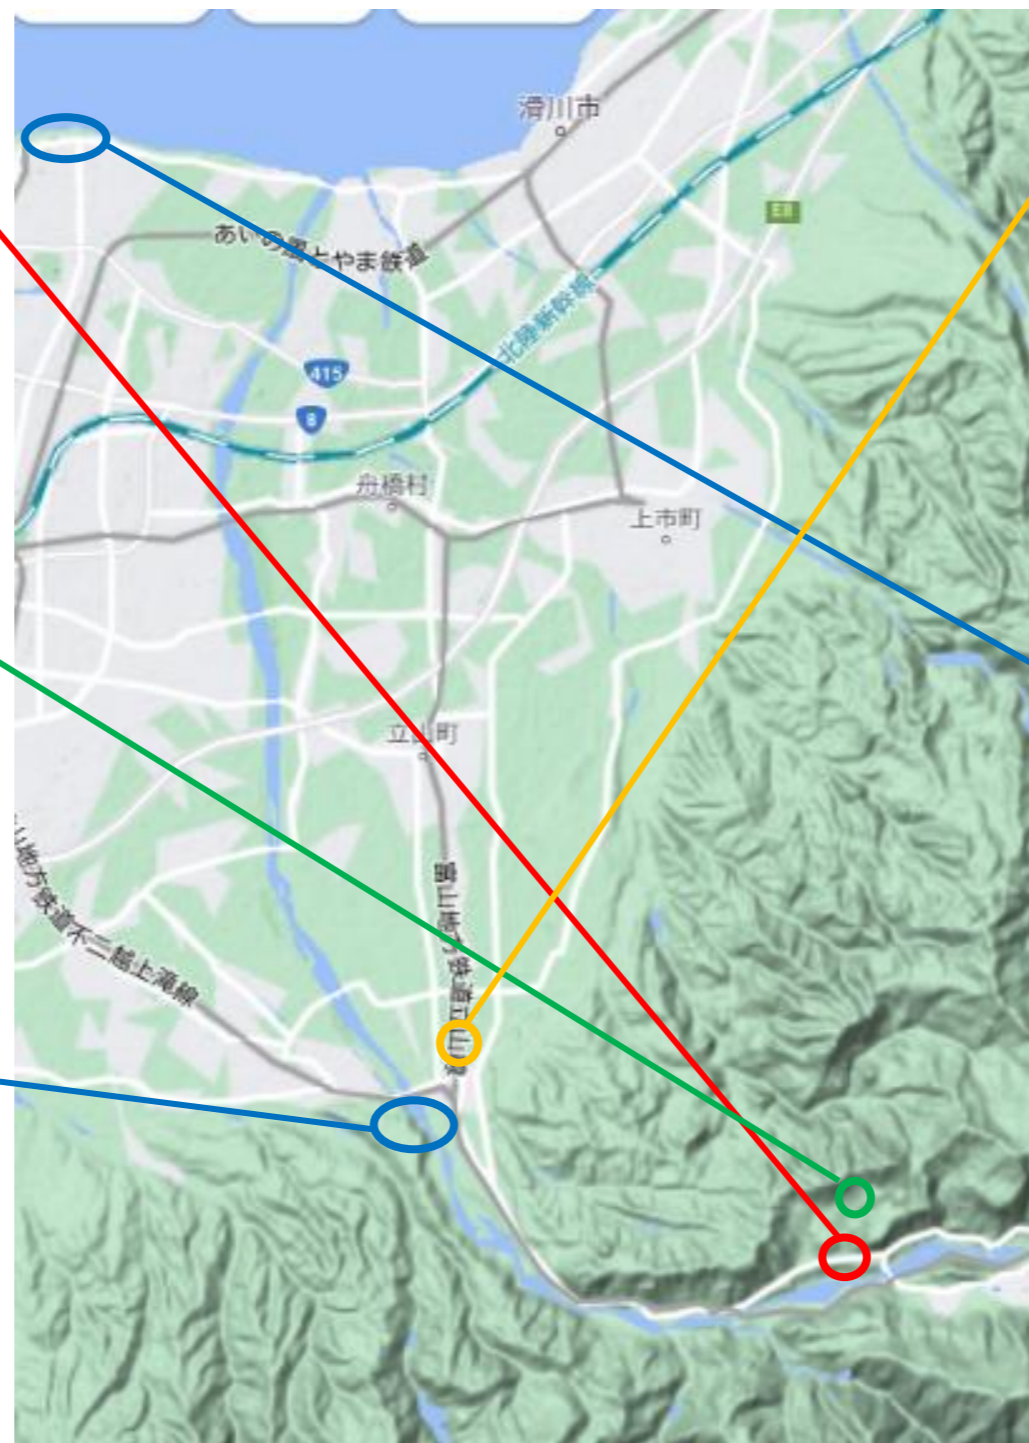 滑川市
あいの風とやま鉄道
北陸新幹線
415
8
舟橋村
上市町
立山町
山地方鉄道不二越上滝線
富山地方鉄道立山線